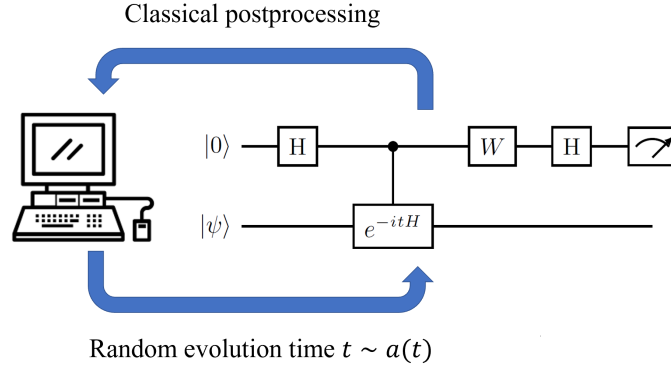 Classical postprocessing
|0⟩ H W H
|ψ⟩ e^{-itH}
Random evolution time t ~ a(t)